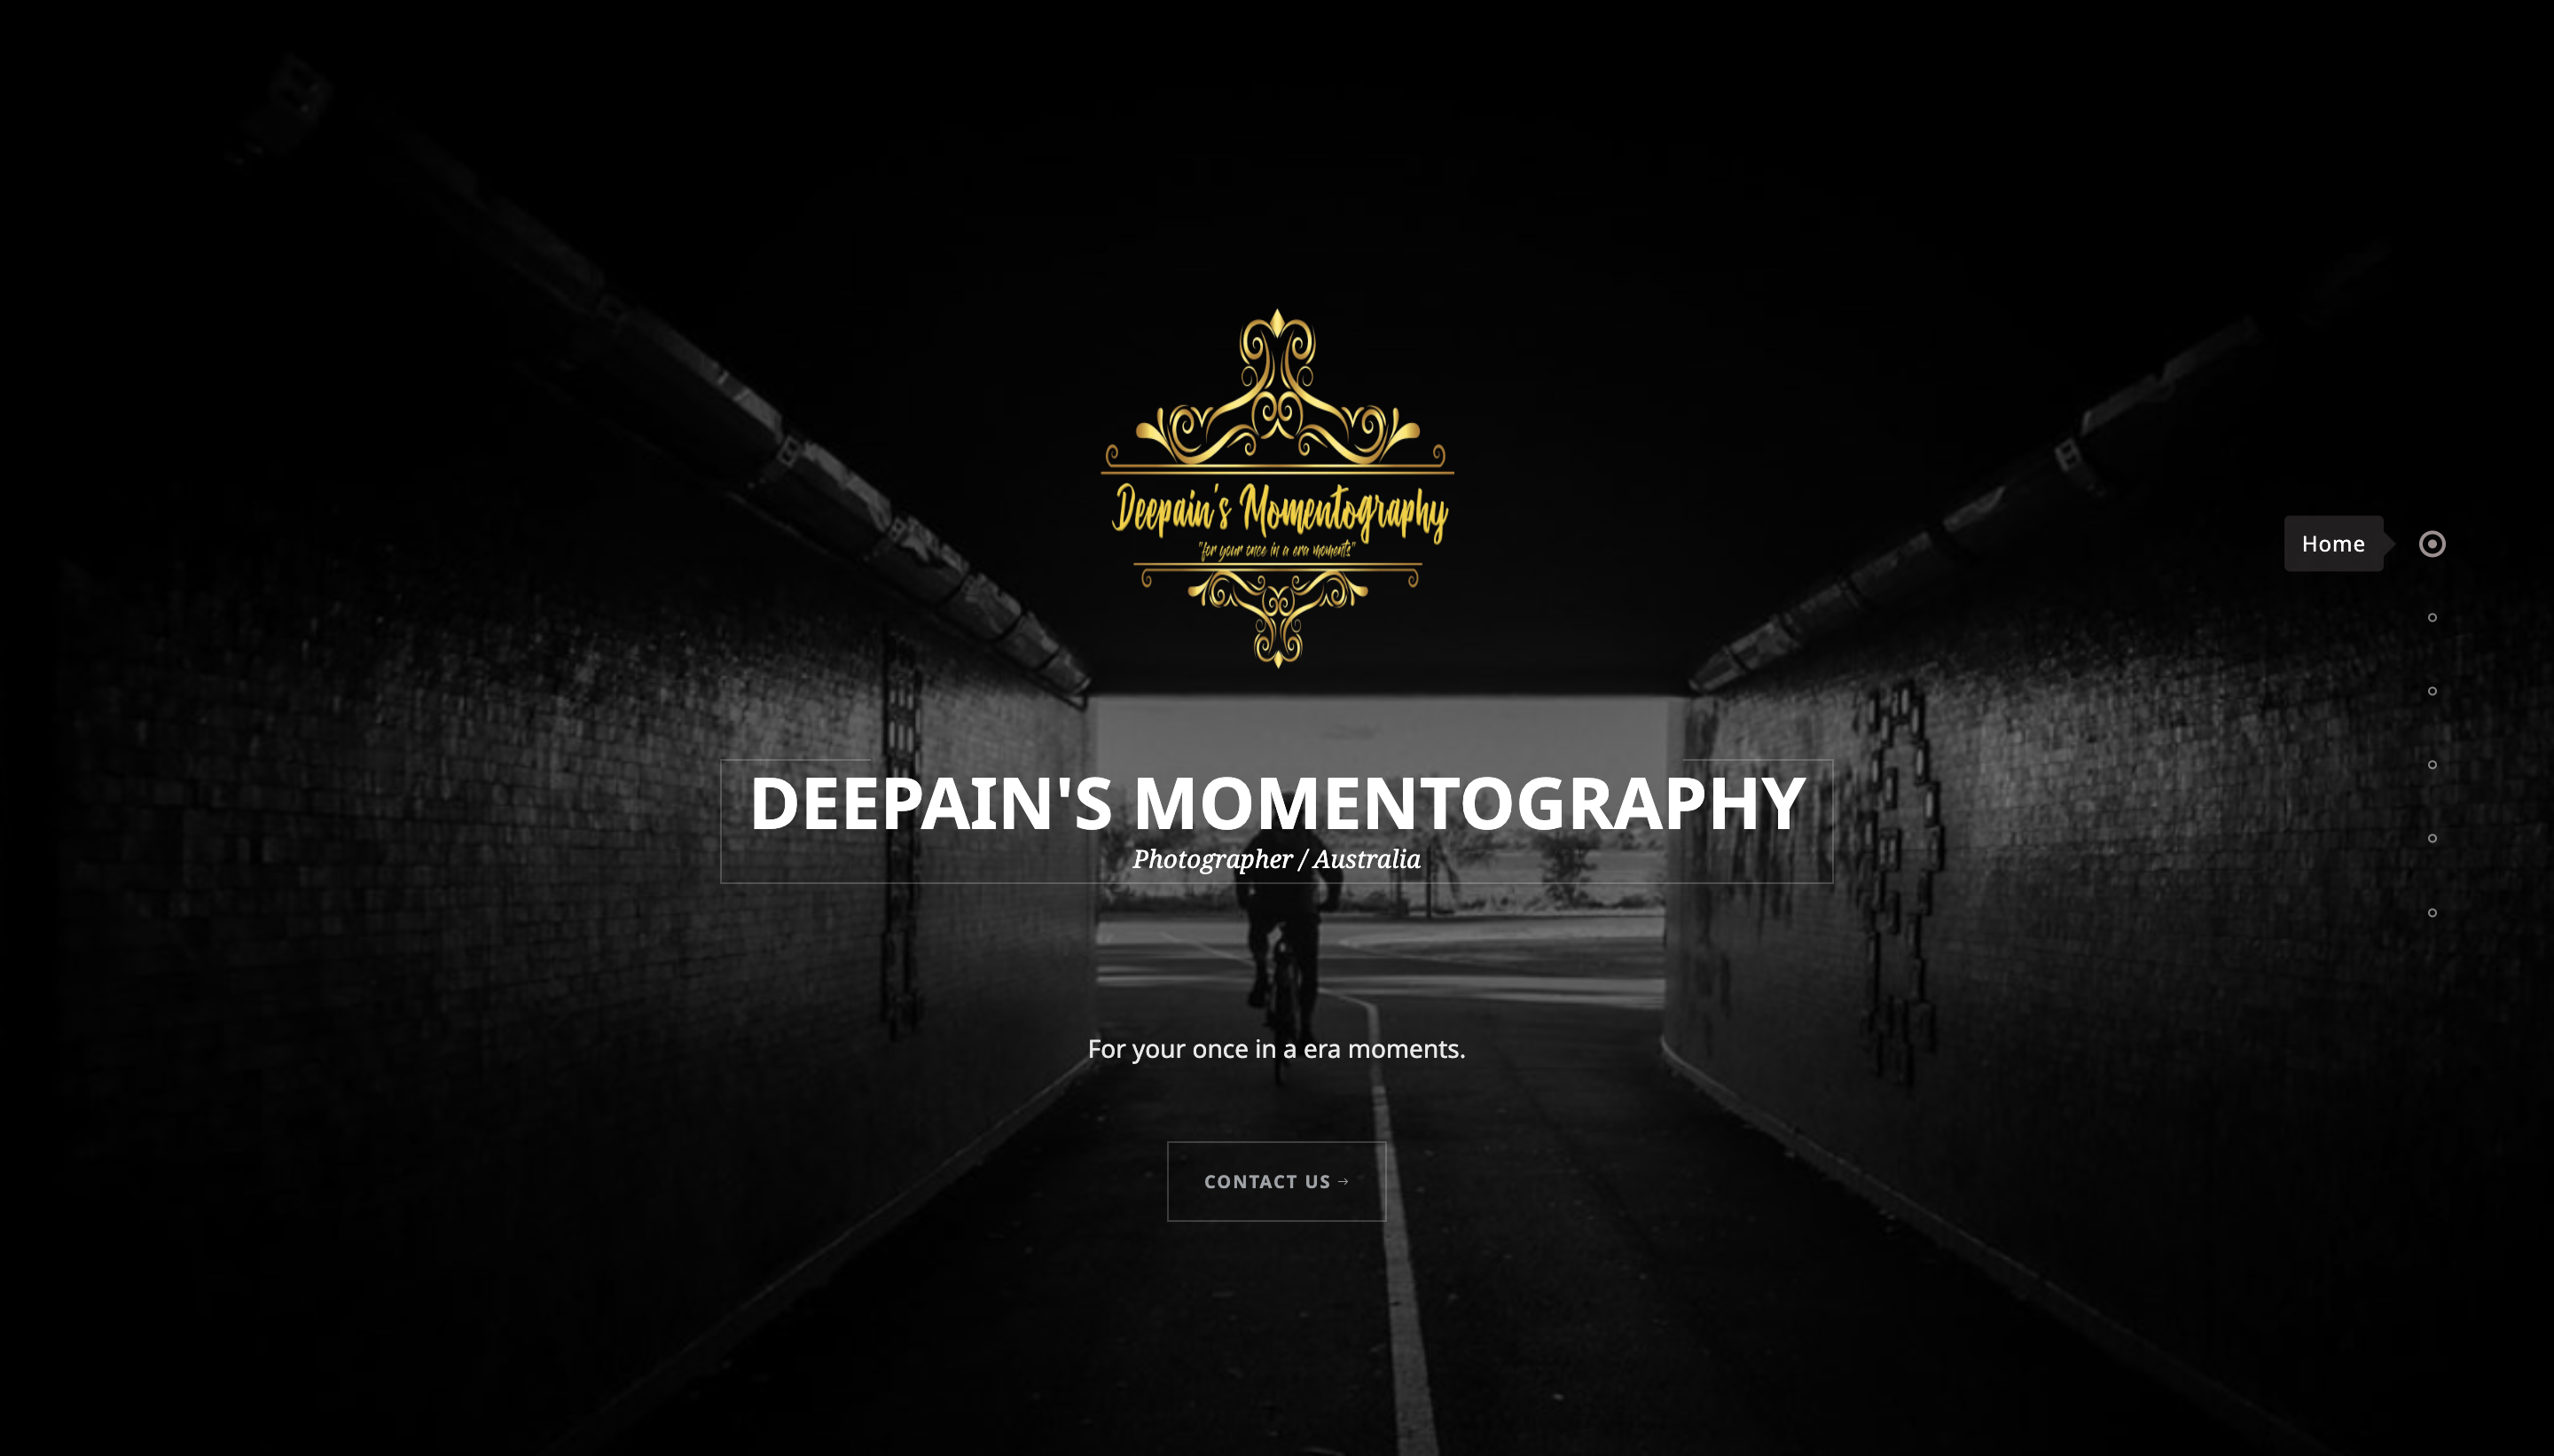 Deepain's Momentography
"for your once in a era moments"
Home
DEEPAIN'S MOMENTOGRAPHY
Photographer / Australia
For your once in a era moments.
CONTACT US →